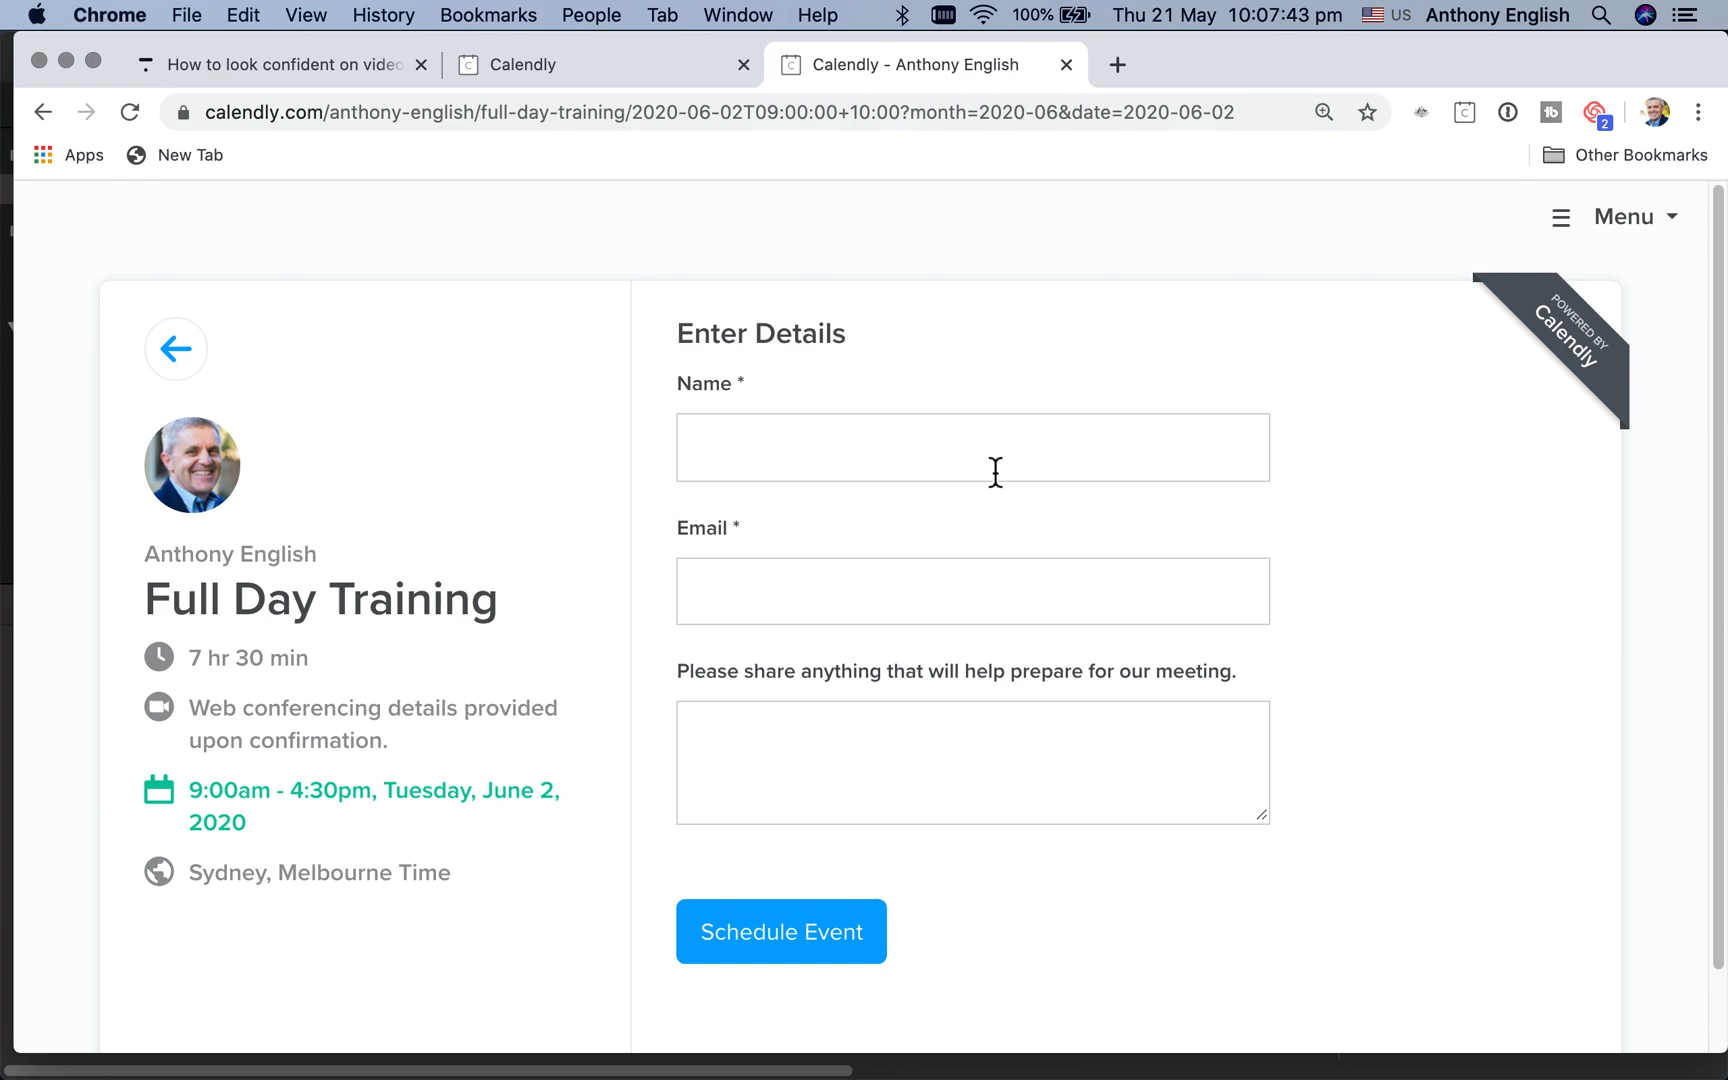 Chrome File Edit View History Bookmarks People Tab Window Help 100% Thu 21 May 10:07:43 pm US Anthony English
How to look confident on video Calendly Calendly - Anthony English
calendly.com/anthony-english/full-day-training/2020-06-02T09:00:00+10:00?month=2020-06&date=2020-06-02
2
Apps New Tab Other Bookmarks
Menu
POWERED BY
Calendly
Anthony English
Full Day Training
7 hr 30 min
Web conferencing details provided
upon confirmation.
9:00am - 4:30pm, Tuesday, June 2,
2020
Sydney, Melbourne Time
Enter Details
Name *
Email *
Please share anything that will help prepare for our meeting.
Schedule Event